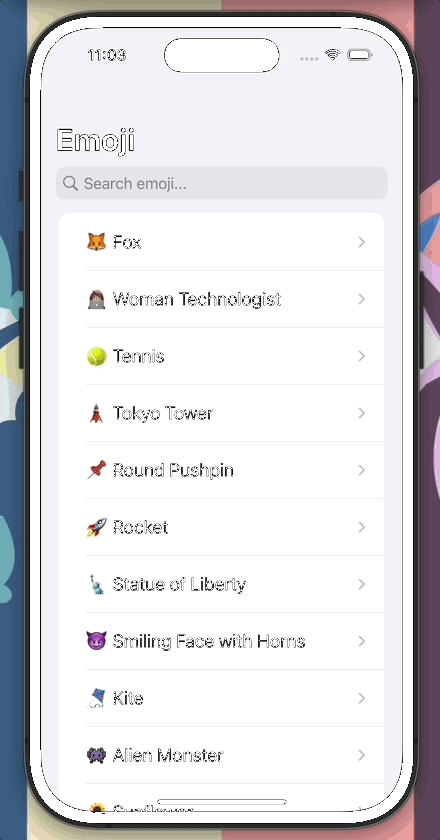 11:03
Emoji
Search emoji...
Fox
Woman Technologist
Tennis
Tokyo Tower
Round Pushpin
Rocket
Statue of Liberty
Smiling Face with Horns
Kite
Alien Monster